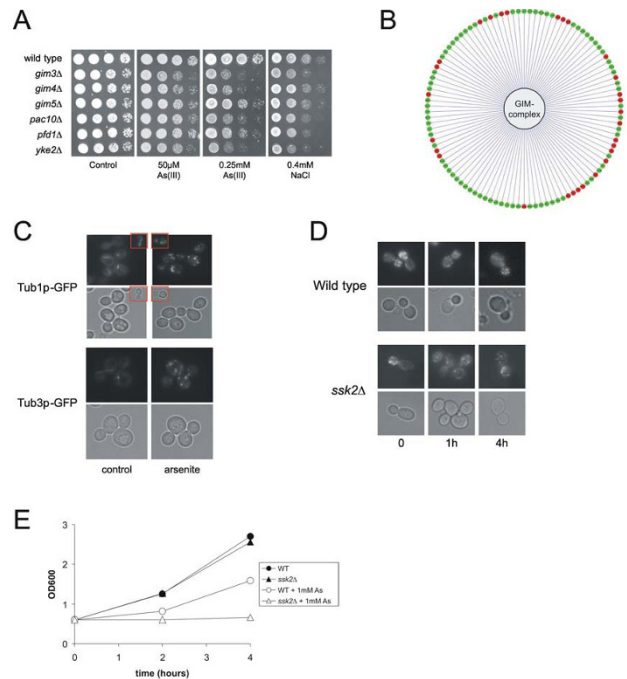 A
wild type
gim3Δ
gim4Δ
gim5Δ
pac10Δ
pfd1Δ
yke2Δ
Control
50µM
As(III)
0.25mM
As(III)
0.4mM
NaCl
B
GIM-
complex
C
Tub1p-GFP
Tub3p-GFP
control
arsenite
D
Wild type
ssk2Δ
0
1h
4h
E
OD600
3
2
1
0
0
1
2
3
4
time (hours)
WT
ssk2Δ
WT + 1mM As
ssk2Δ + 1mM As